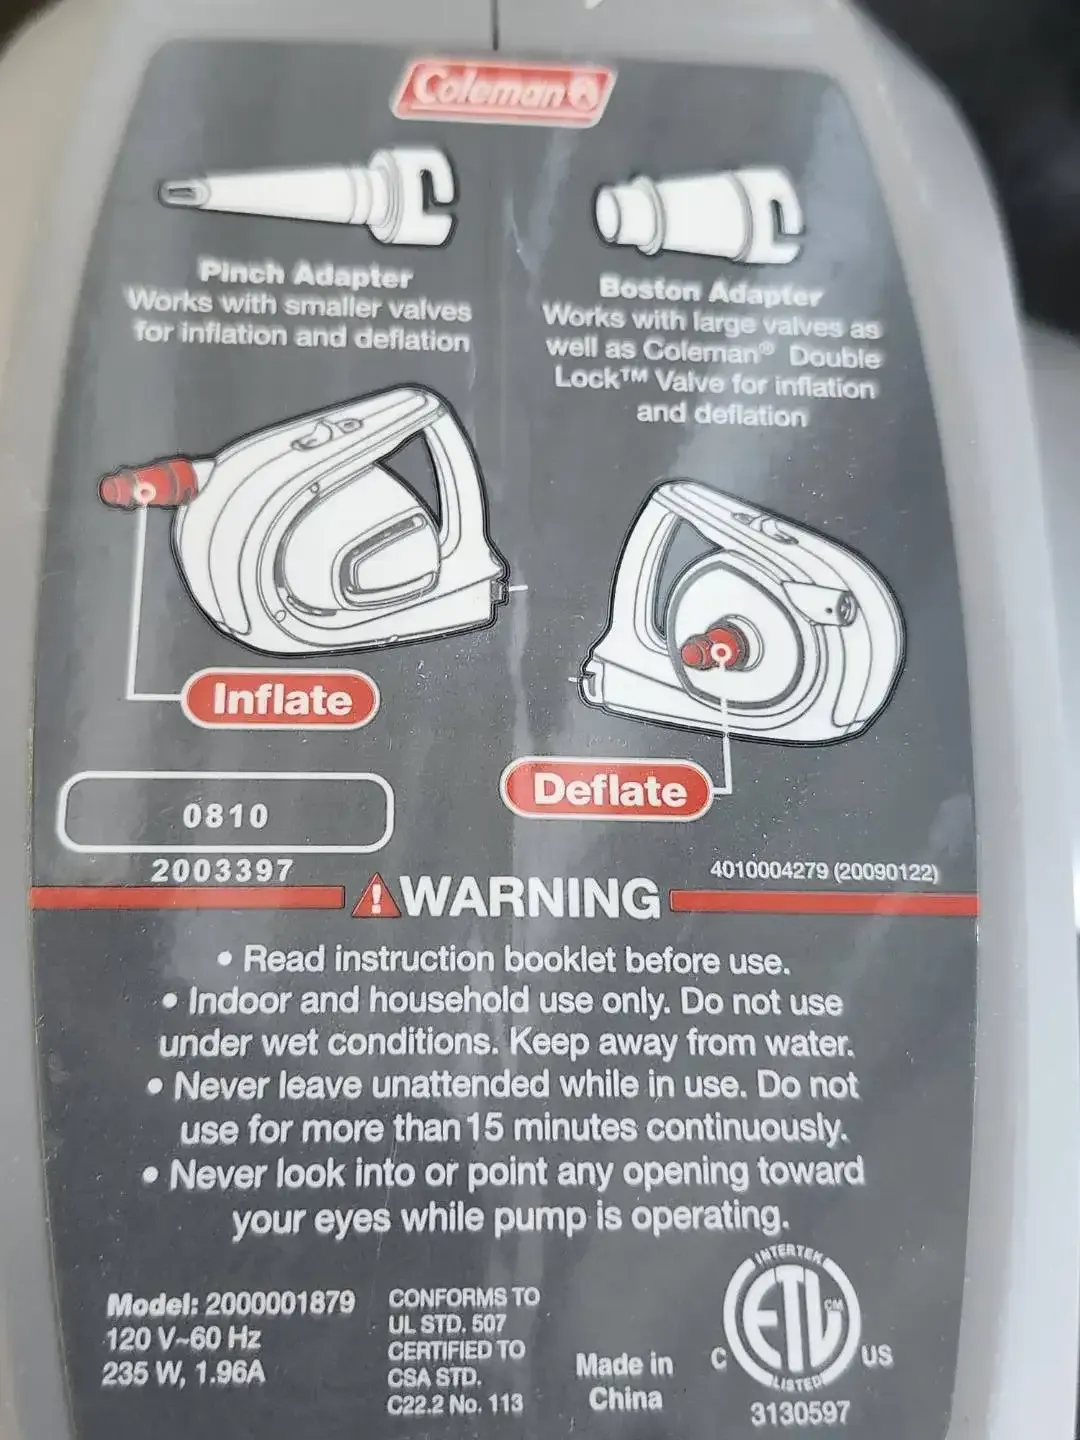 Coleman
Pinch Adapter
Works with smaller valves
for inflation and deflation
Boston Adapter
Works with large valves as
well as Coleman® Double
Lock™ Valve for inflation
and deflation
Inflate
Deflate
0810
2003397
4010004279 (20090122)
WARNING
• Read instruction booklet before use.
• Indoor and household use only. Do not use
under wet conditions. Keep away from water.
• Never leave unattended while in use. Do not
use for more than 15 minutes continuously.
• Never look into or point any opening toward
your eyes while pump is operating.
Model: 2000001879
120 V~60 Hz
235 W, 1.96A
CONFORMS TO
UL STD. 507
CERTIFIED TO
CSA STD.
C22.2 No. 113
Made in
China
INTERTEK
ETL CM
C US
LISTED
3130597